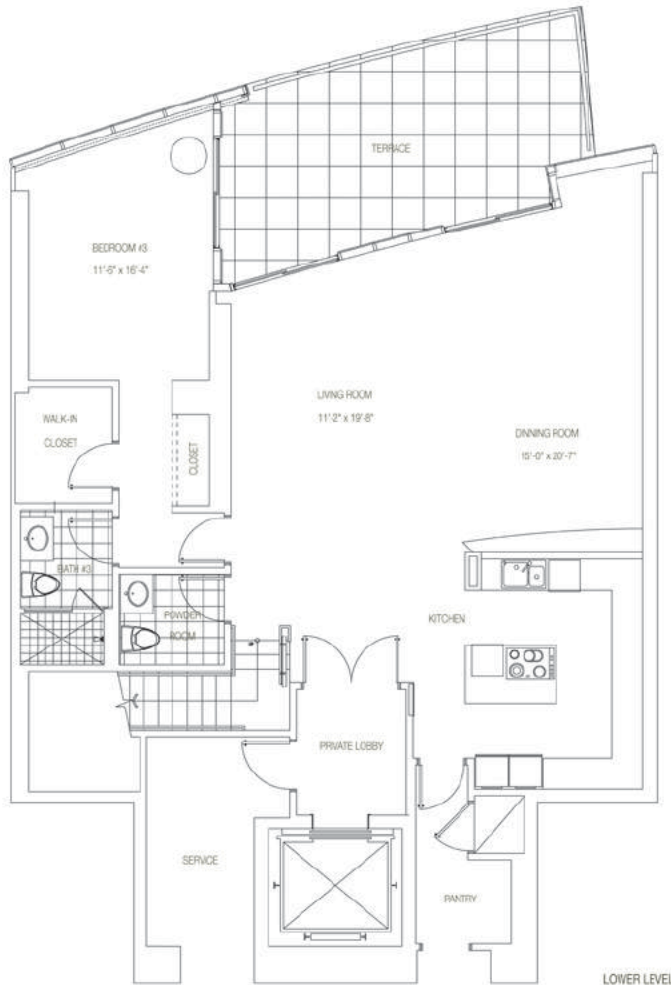 TERRACE
BEDROOM #3
11'-6" x 16'-4"
LIVING ROOM
11'-2" x 19'-8"
WALK-IN
CLOSET
CLOSET
DINNING ROOM
15'-0" x 20'-7"
BATH #3
POWDER
ROOM
KITCHEN
PRIVATE LOBBY
SERVICE
PANTRY
LOWER LEVEL